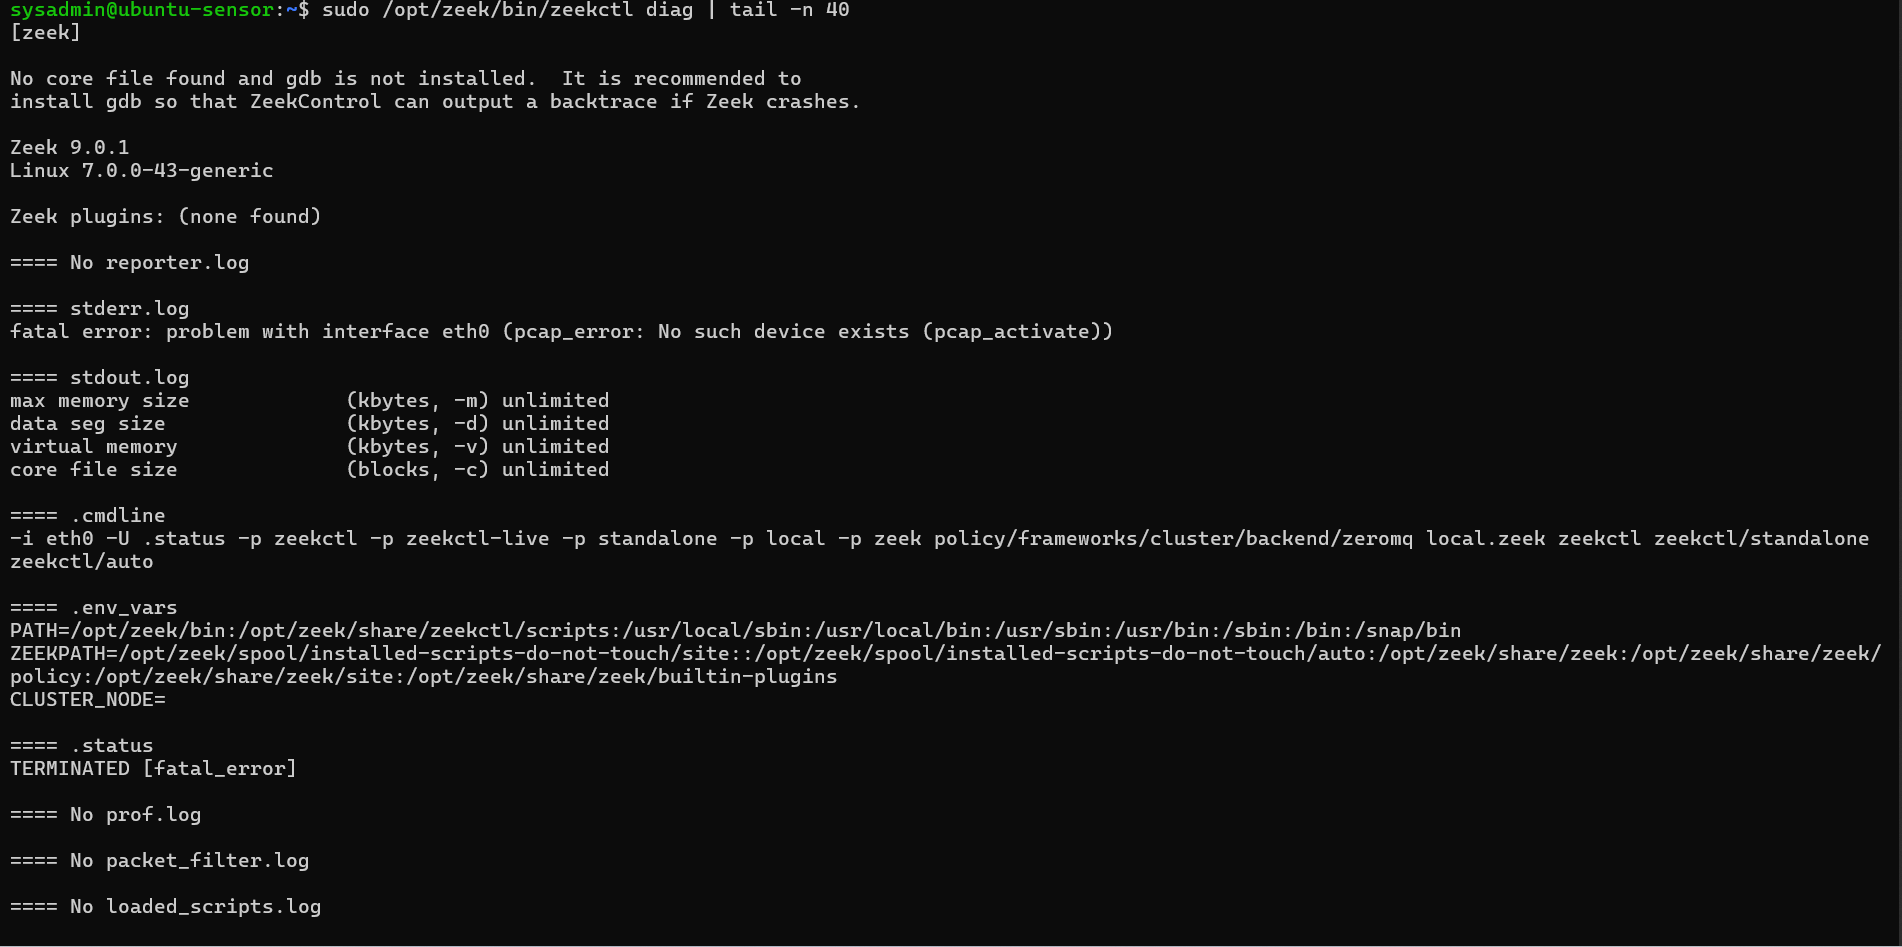 sysadmin@ubuntu-sensor:~$ sudo /opt/zeek/bin/zeekctl diag | tail -n 40
[zeek]
No core file found and gdb is not installed.  It is recommended to
install gdb so that ZeekControl can output a backtrace if Zeek crashes.
Zeek 9.0.1
Linux 7.0.0-43-generic
Zeek plugins: (none found)
==== No reporter.log
==== stderr.log
fatal error: problem with interface eth0 (pcap_error: No such device exists (pcap_activate))
==== stdout.log
max memory size             (kbytes, -m) unlimited
data seg size               (kbytes, -d) unlimited
virtual memory              (kbytes, -v) unlimited
core file size              (blocks, -c) unlimited
==== .cmdline
-i eth0 -U .status -p zeekctl -p zeekctl-live -p standalone -p local -p zeek policy/frameworks/cluster/backend/zeromq local.zeek zeekctl zeekctl/standalone
zeekctl/auto
==== .env_vars
PATH=/opt/zeek/bin:/opt/zeek/share/zeekctl/scripts:/usr/local/sbin:/usr/local/bin:/usr/sbin:/usr/bin:/sbin:/bin:/snap/bin
ZEEKPATH=/opt/zeek/spool/installed-scripts-do-not-touch/site::/opt/zeek/spool/installed-scripts-do-not-touch/auto:/opt/zeek/share/zeek:/opt/zeek/share/zeek/
policy:/opt/zeek/share/zeek/site:/opt/zeek/share/zeek/builtin-plugins
CLUSTER_NODE=
==== .status
TERMINATED [fatal_error]
==== No prof.log
==== No packet_filter.log
==== No loaded_scripts.log